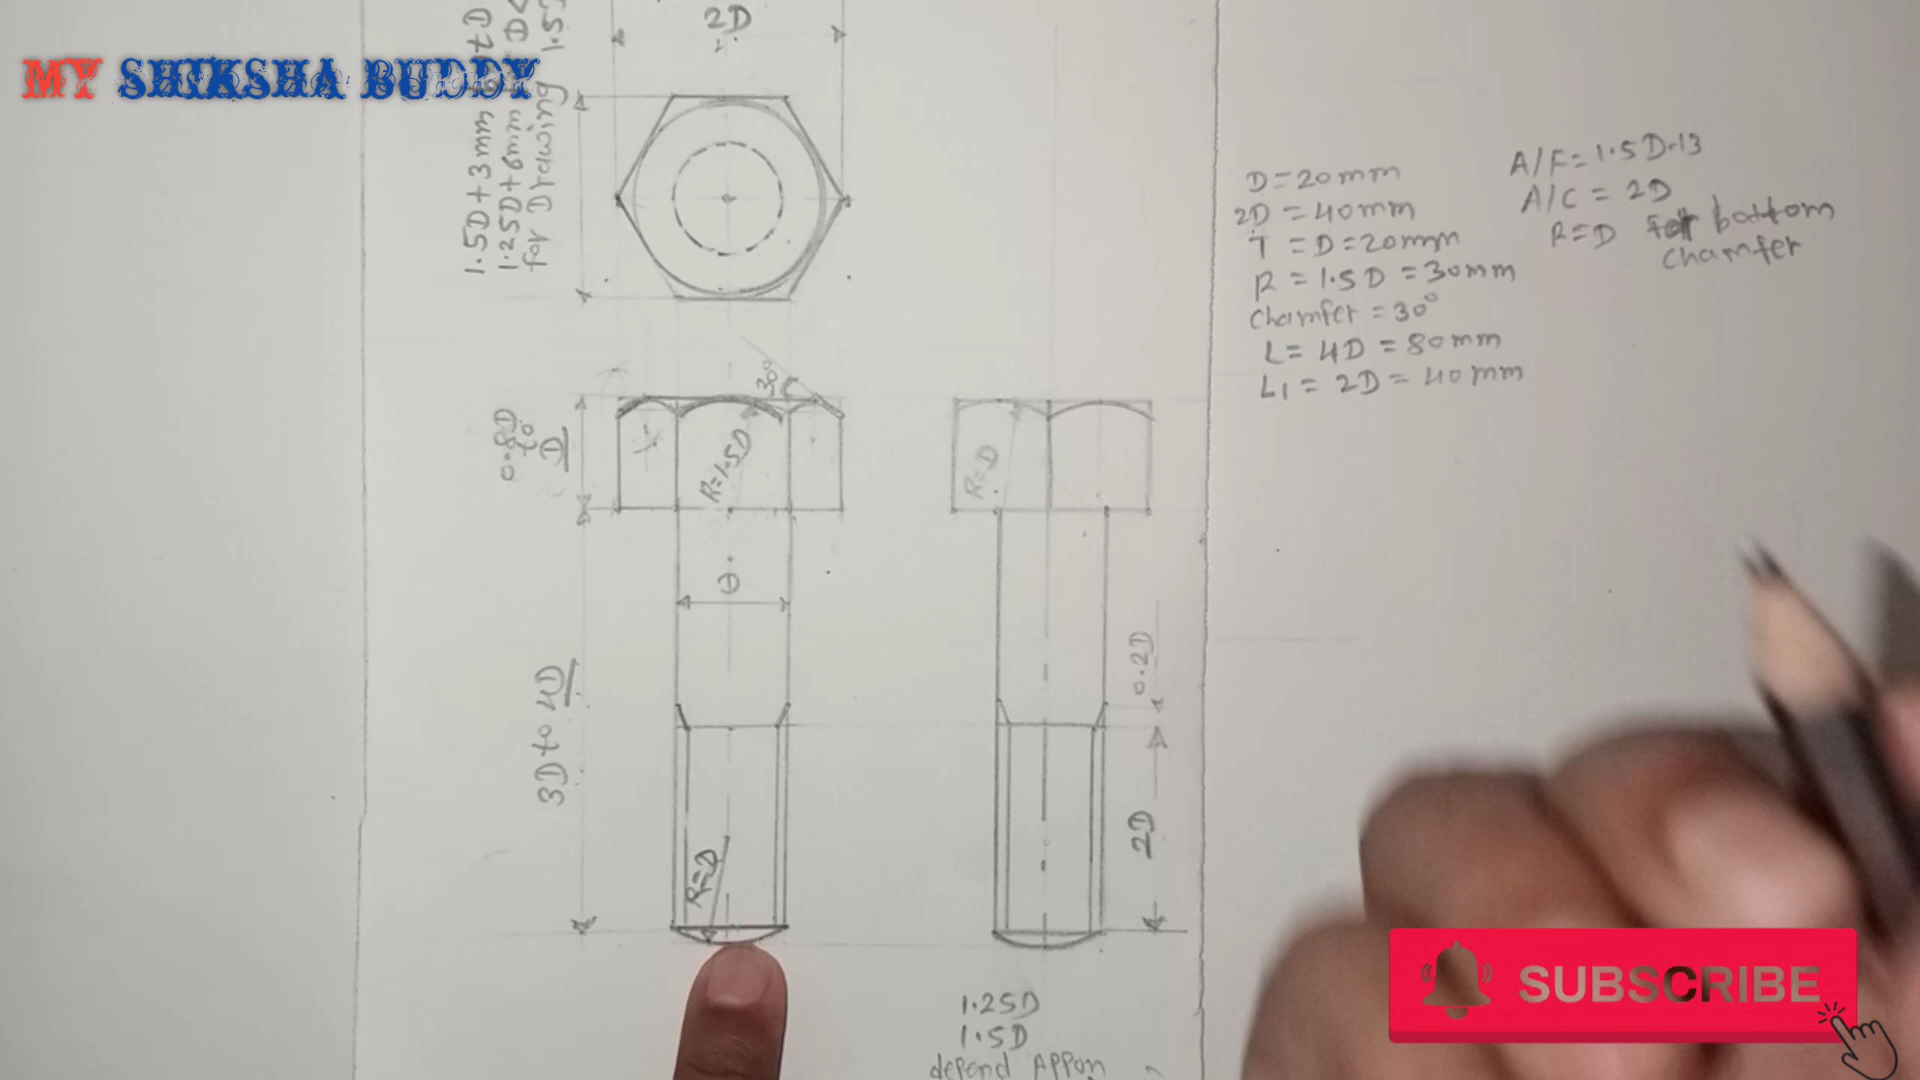 MY SHIKSHA BUDDY
2D
1.5D+3mm
1.25D+6mm
for Drawing 1.5
D=20mm
2D=40mm
T=D=20mm
R=1.5D=30mm
Chamfer=30°
L=4D=80mm
L1=2D=40mm
A/F=1.5D+3
A/C=2D
R=D for bottom
chamfer
30°
0.8D
to
D
R=1.5D
R=D
3D to 4D
0.2D
R=D
2D
1.25D
1.5D
depend Appon
SUBSCRIBE